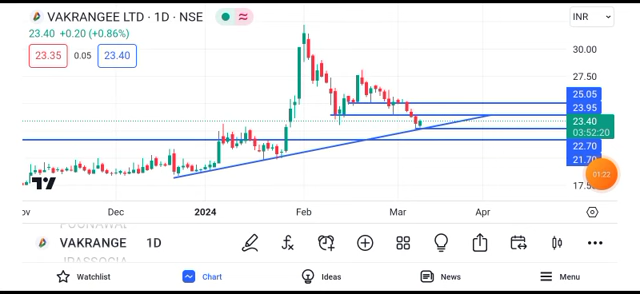 VAKRANGEE LTD · 1D · NSE
INR
23.40 +0.20 (+0.86%)
23.35
0.05
23.40
30.00
27.50
25.05
23.95
23.40
03:52:20
22.70
21.70
01:22
17.5
ov
Dec
2024
Feb
Mar
Apr
VAKRANGE
1D
Watchlist
Chart
Ideas
News
Menu